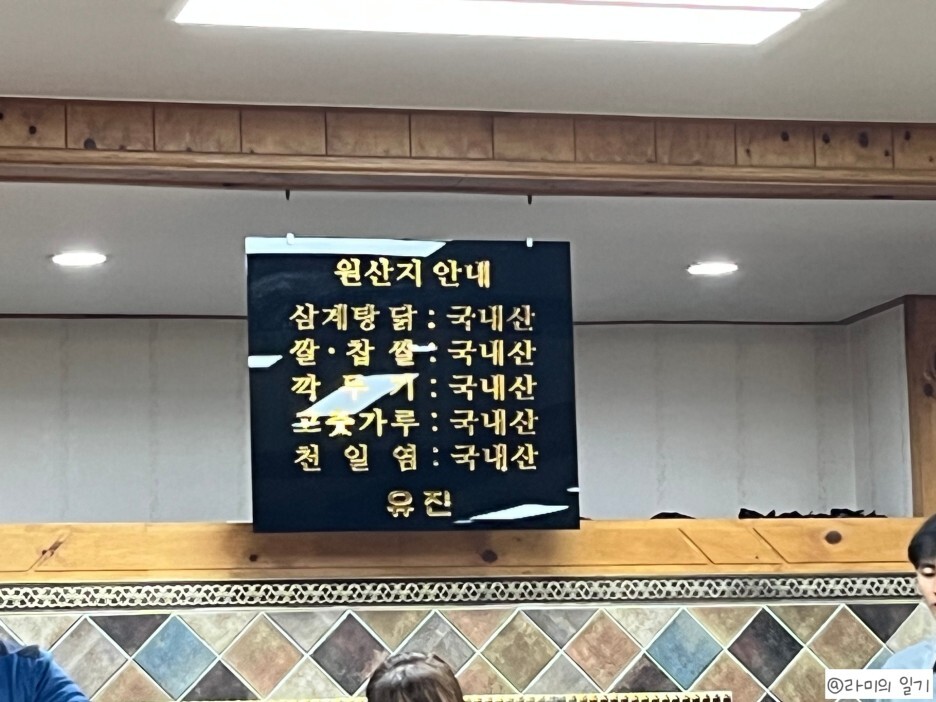 원산지 안내
삼계탕 닭 : 국내산
쌀 · 찹 쌀 : 국내산
깍 두 기 : 국내산
고춧가루 : 국내산
천 일 염 : 국내산
유진
@라미의 일기